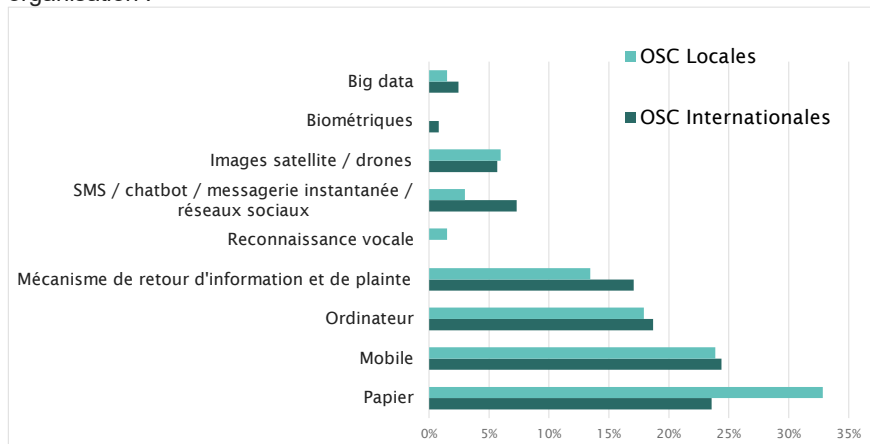 organisation ?
OSC Locales
OSC Internationales
Big data
Biométriques
Images satellite / drones
SMS / chatbot / messagerie instantanée /
réseaux sociaux
Reconnaissance vocale
Mécanisme de retour d'information et de plainte
Ordinateur
Mobile
Papier
0% 5% 10% 15% 20% 25% 30% 35%